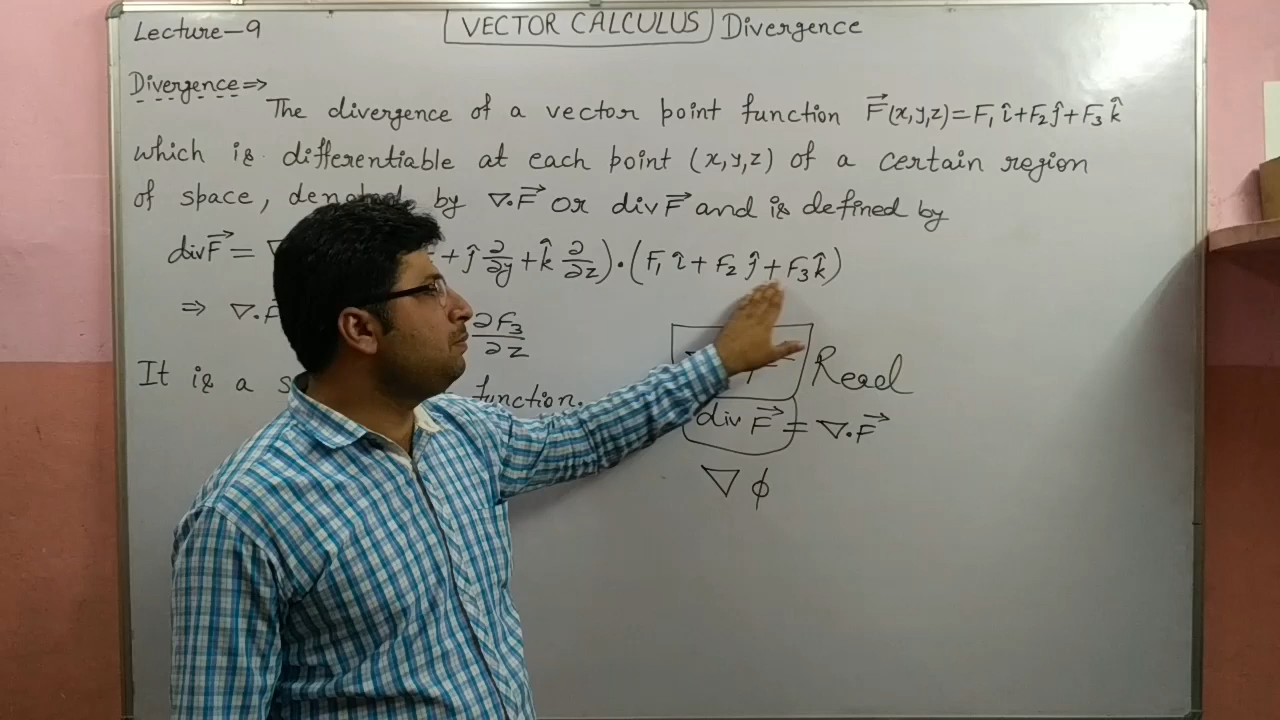 Lecture-9
VECTOR CALCULUS Divergence
Divergence⇒
The divergence of a vector point function F⃗(x,y,z)=F₁ î+F₂ĵ+F₃ k̂
which is differentiable at each point (x,y,z) of a certain region
of space, by ∇.F⃗ or div F⃗ and is defined by
div F⃗ = + ĵ ∂/∂y + k̂ ∂/∂z).(F₁ î + F₂ ĵ + F₃ k̂)
⇒ ∇. ∂F₃/∂z
Read
It is a function.
div F⃗ = ∇.F⃗
∇ φ